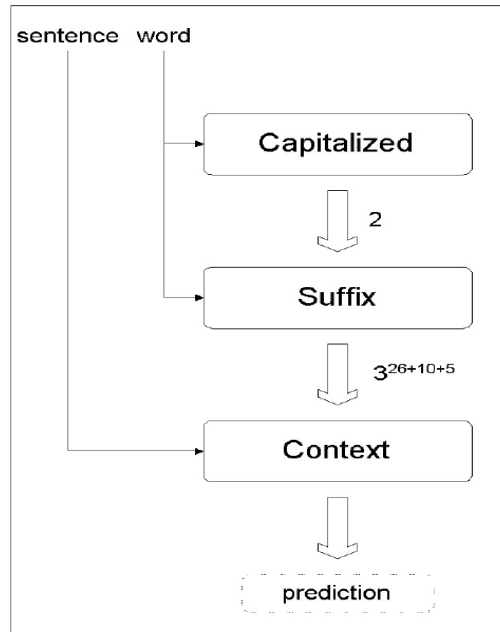 sentence word
Capitalized
2
Suffix
3^26+10+5
Context
prediction